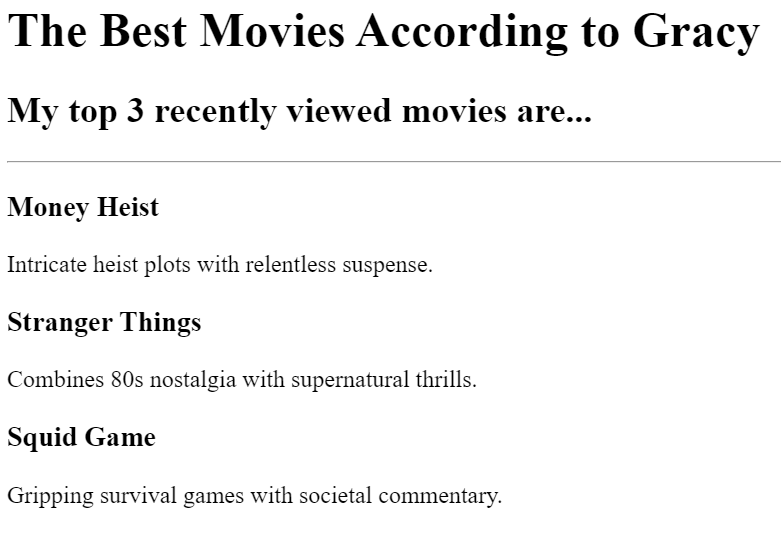 The Best Movies According to Gracy
My top 3 recently viewed movies are...
Money Heist
Intricate heist plots with relentless suspense.
Stranger Things
Combines 80s nostalgia with supernatural thrills.
Squid Game
Gripping survival games with societal commentary.